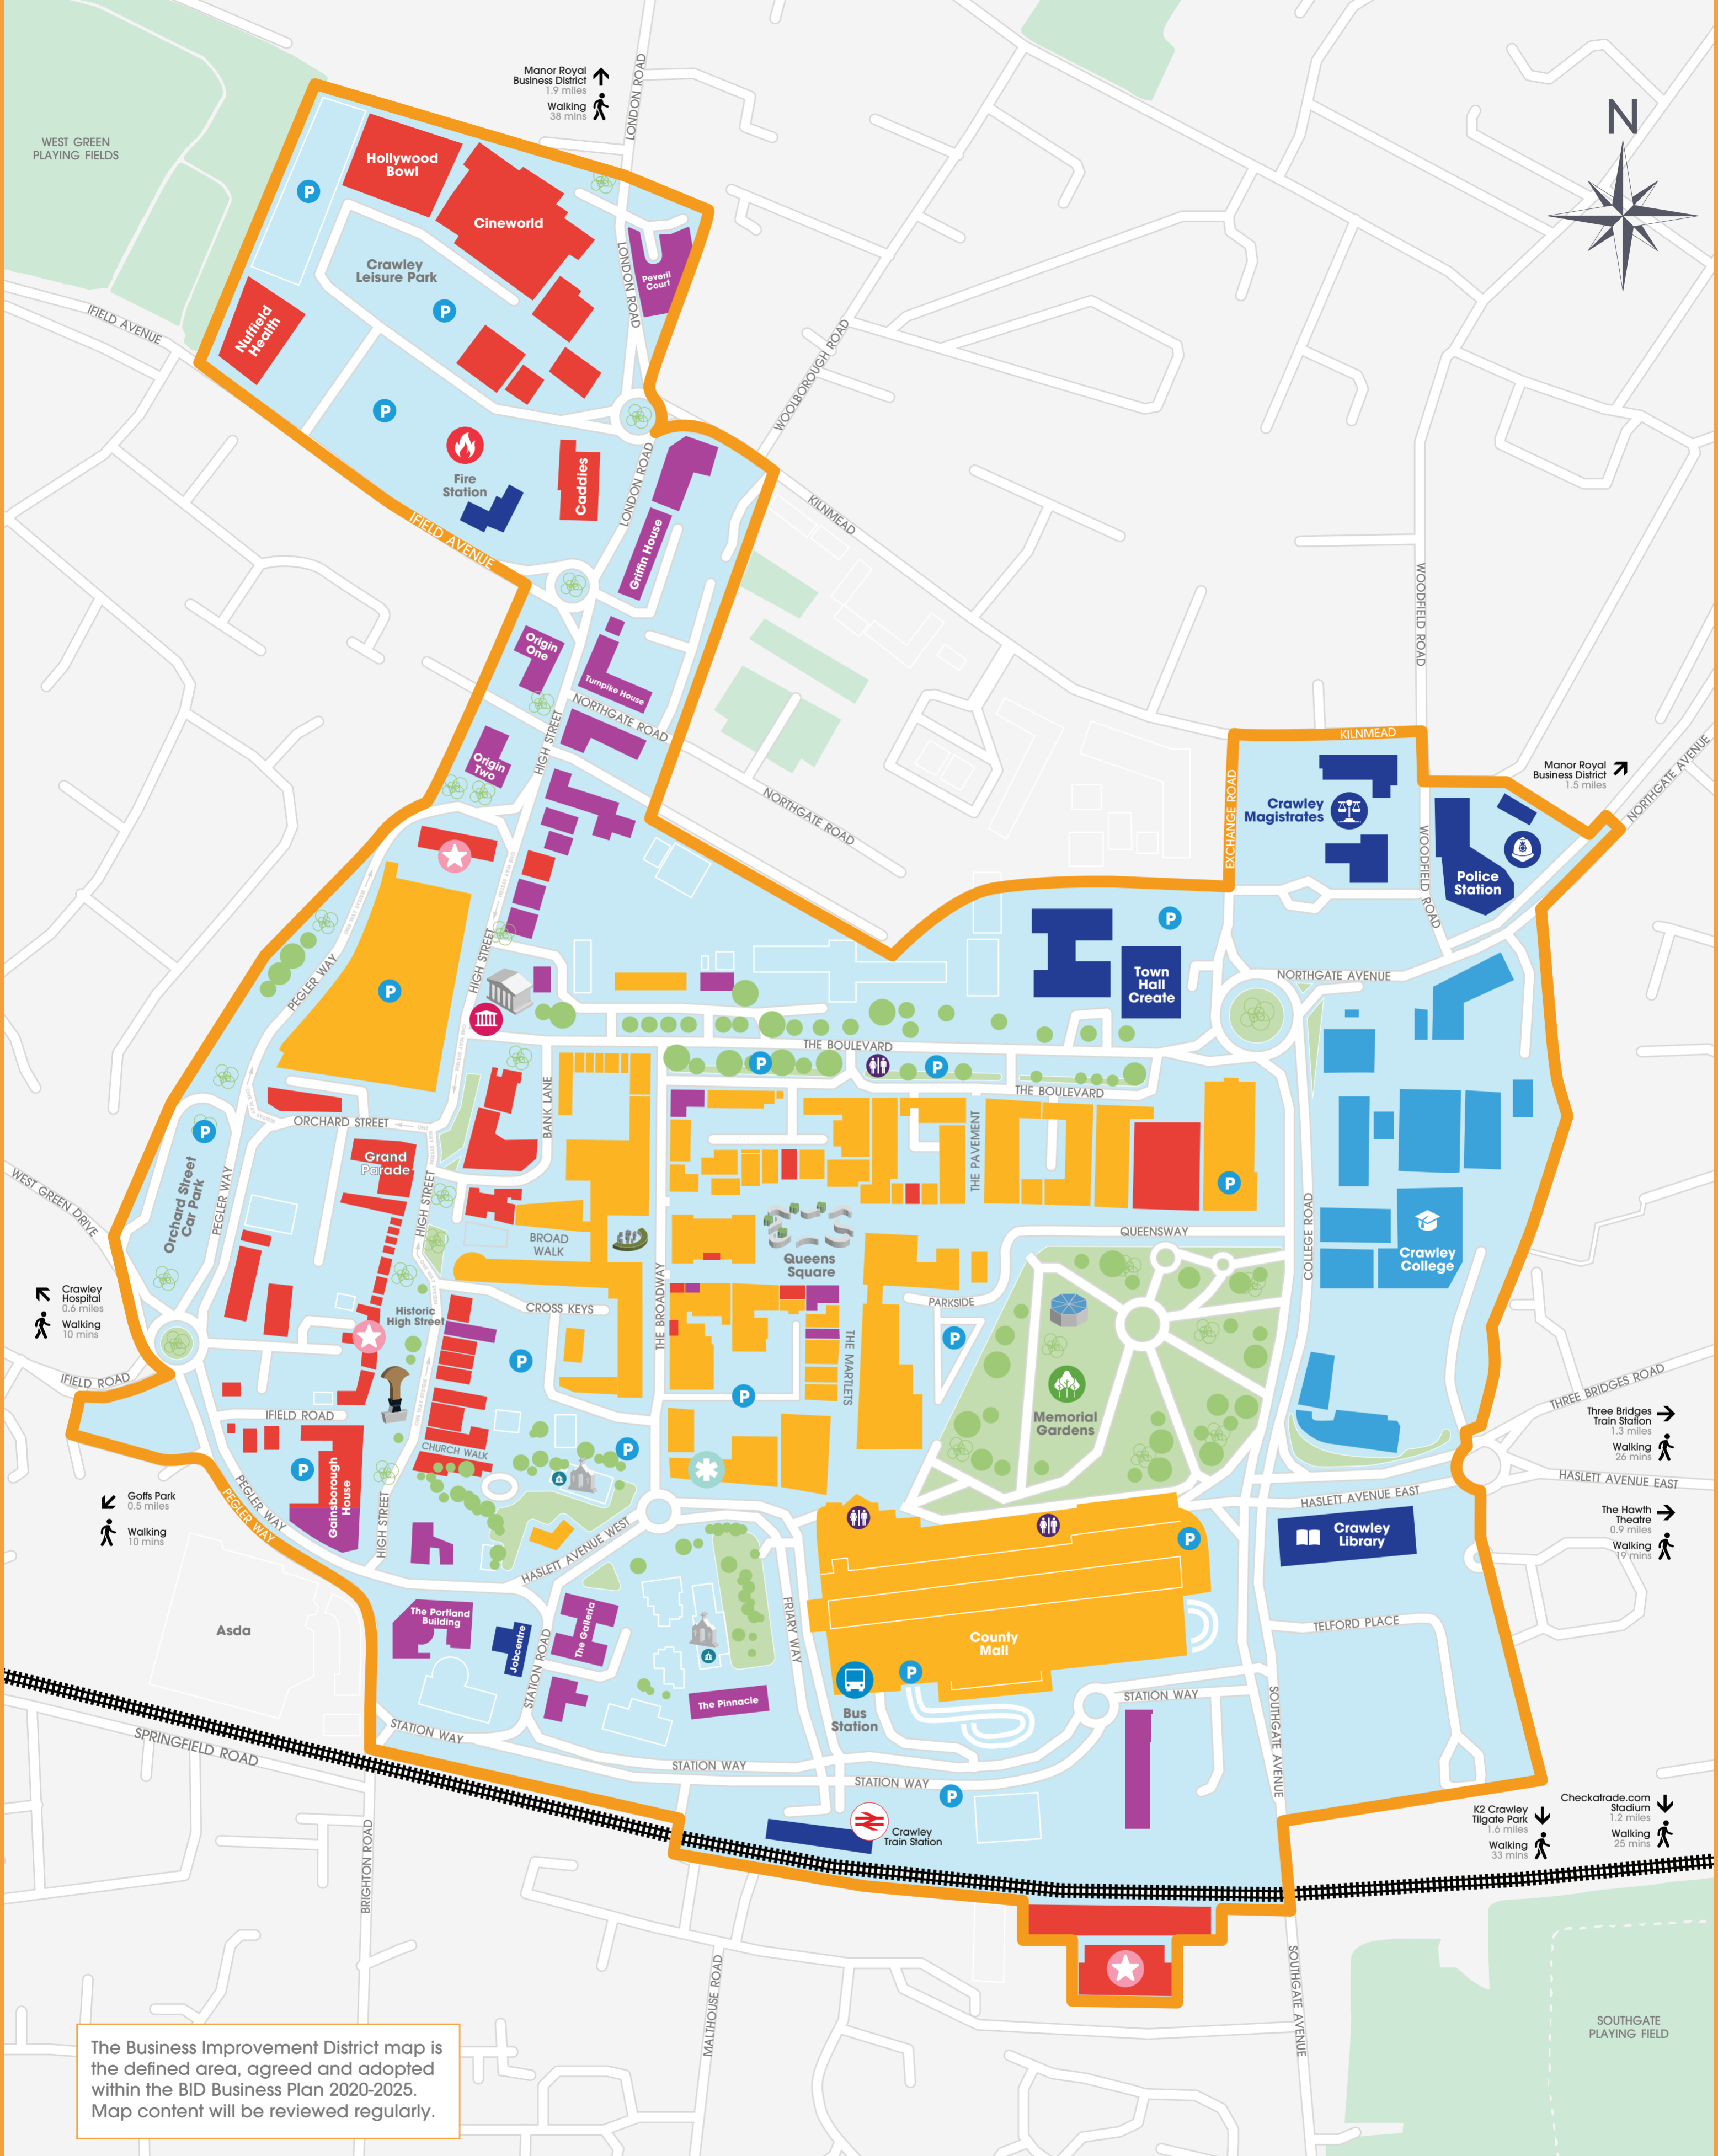 Manor Royal
Business District
1.9 miles
Walking
38 mins
LONDON ROAD
N
WEST GREEN
PLAYING FIELDS
P
Hollywood
Bowl
Cineworld
Crawley
Leisure Park
P
LONDON ROAD
Peveril
Court
Nuffield
Health
IFIELD AVENUE
P
Fire
Station
Caddies
LONDON ROAD
WOOLBOROUGH ROAD
KILNMEAD
IFIELD AVENUE
Griffin House
Origin
One
Turnpike House
NORTHGATE ROAD
HIGH STREET
Origin
Two
NORTHGATE ROAD
WOODFIELD ROAD
KILNMEAD
EXCHANGE ROAD
Crawley
Magistrates
WOODFIELD ROAD
Police
Station
Manor Royal
Business District
1.5 miles
NORTHGATE AVENUE
P
PEGLER WAY
HIGH STREET
P
Town
Hall
Create
NORTHGATE AVENUE
THE BOULEVARD
P
P
THE BOULEVARD
BANK LANE
ORCHARD STREET
P
Orchard Street
Car Park
PEGLER WAY
WEST GREEN DRIVE
Grand
Parade
HIGH STREET
THE PAVEMENT
P
QUEENSWAY
COLLEGE ROAD
Crawley
College
BROAD
WALK
Queens
Square
CROSS KEYS
THE BROADWAY
PARKSIDE
P
THE MARTLETS
Historic
High Street
P
P
Crawley
Hospital
0.6 miles
Walking
10 mins
IFIELD ROAD
IFIELD ROAD
Memorial
Gardens
CHURCH WALK
P
P
Gainsborough
House
HIGH STREET
PEGLER WAY
PEGLER WAY
Goffs Park
0.5 miles
Walking
10 mins
THREE BRIDGES ROAD
Three Bridges
Train Station
1.3 miles
Walking
26 mins
HASLETT AVENUE EAST
HASLETT AVENUE EAST
The Hawth
Theatre
0.9 miles
Walking
19 mins
Crawley
Library
P
HASLETT AVENUE WEST
FRIARY WAY
County
Mall
TELFORD PLACE
Asda
The Portland
Building
Jobcentre
The Galleria
STATION ROAD
The Pinnacle
Bus
Station
P
STATION WAY
SOUTHGATE AVENUE
STATION WAY
STATION WAY
STATION WAY
P
SPRINGFIELD ROAD
Crawley
Train Station
K2 Crawley
Tilgate Park
1.6 miles
Walking
33 mins
Checkatrade.com
Stadium
1.2 miles
Walking
25 mins
BRIGHTON ROAD
MALTHOUSE ROAD
SOUTHGATE AVENUE
SOUTHGATE
PLAYING FIELD
The Business Improvement District map is
the defined area, agreed and adopted
within the BID Business Plan 2020-2025.
Map content will be reviewed regularly.